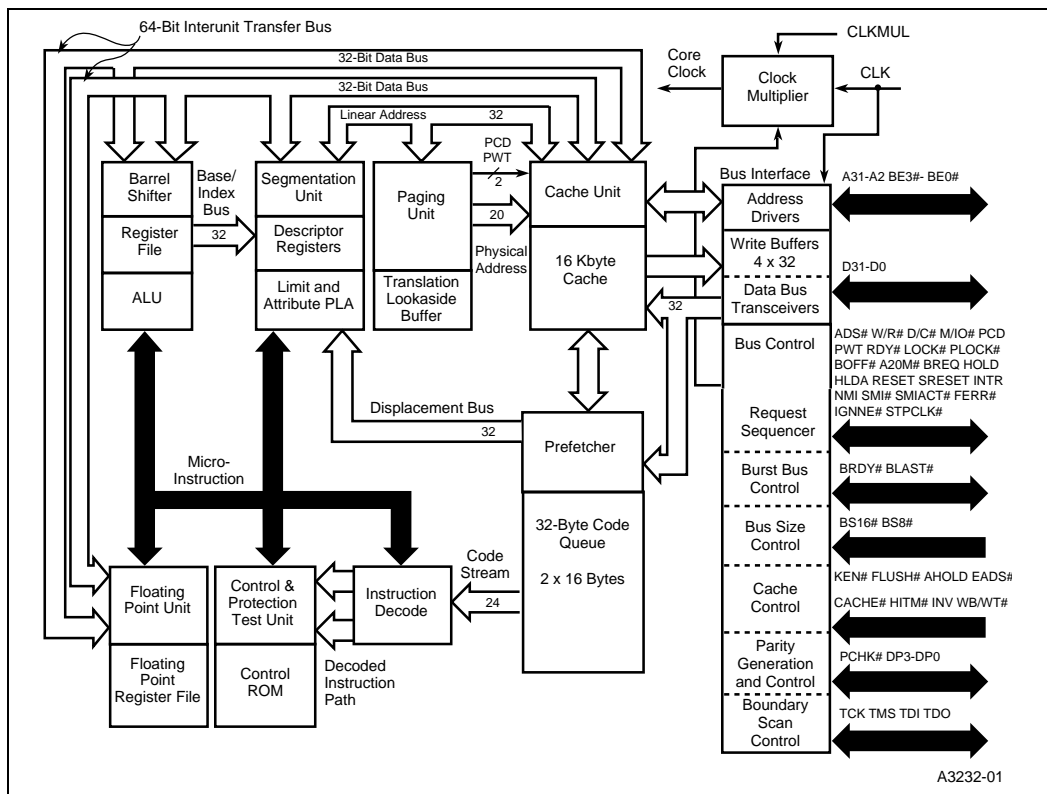 64-Bit Interunit Transfer Bus
32-Bit Data Bus
32-Bit Data Bus
Linear Address
32
Core
Clock
CLKMUL
Clock
Multiplier
CLK
Barrel
Shifter
Register
File
ALU
Base/
Index
Bus
32
Segmentation
Unit
Descriptor
Registers
Limit and
Attribute PLA
Paging
Unit
Translation
Lookaside
Buffer
PCD
PWT
2
20
Physical
Address
Cache Unit
16 Kbyte
Cache
32
Bus Interface
Address
Drivers
Write Buffers
4 x 32
Data Bus
Transceivers
Bus Control
Request
Sequencer
Burst Bus
Control
Bus Size
Control
Cache
Control
Parity
Generation
and Control
Boundary
Scan
Control
A31-A2 BE3#- BE0#
D31-D0
ADS# W/R# D/C# M/IO# PCD
PWT RDY# LOCK# PLOCK#
BOFF# A20M# BREQ HOLD
HLDA RESET SRESET INTR
NMI SMI# SMIACT# FERR#
IGNNE# STPCLK#
BRDY# BLAST#
BS16# BS8#
KEN# FLUSH# AHOLD EADS#
CACHE# HITM# INV WB/WT#
PCHK# DP3-DP0
TCK TMS TDI TDO
Displacement Bus
32
Micro-
Instruction
Prefetcher
32-Byte Code
Queue
2 x 16 Bytes
Code
Stream
24
Floating
Point Unit
Floating
Point
Register File
Control &
Protection
Test Unit
Control
ROM
Instruction
Decode
Decoded
Instruction
Path
A3232-01